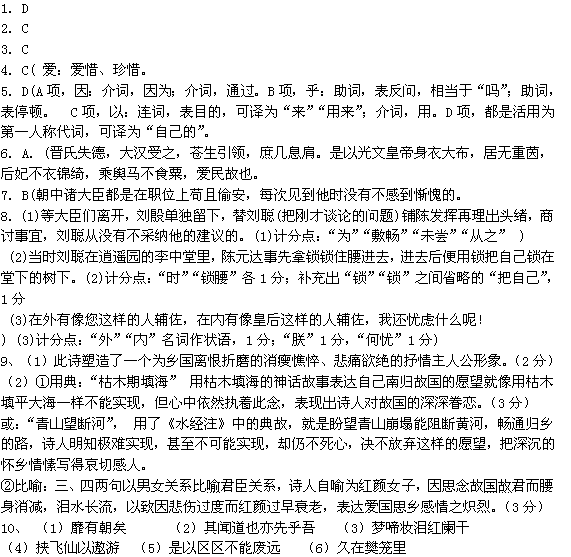 1. D
2. C
3. C
4. C( 爱：爱惜、珍惜。
5. D(A项，因：介词，因为；介词，通过。B项，乎：助词，表反问，相当于“吗”；助词，
表停顿。 C项，以：连词，表目的，可译为“来”“用来”；介词，用。D项，都是活用为
第一人称代词，可译为“自己的”。
6. A. (晋氏失德，大汉受之，苍生引领，庶几息肩。是以光文皇帝身衣大布，居无重茵，
后妃不衣锦绮，乘舆马不食粟，爱民故也。
7. B(朝中诸大臣都是在职位上苟且偷安，每次见到他时没有不感到惭愧的。
8. (1)等大臣们离开，刘殷单独留下，替刘聪(把刚才谈论的问题)铺陈发挥再理出头绪，商
讨事宜，刘聪从没有不采纳他的建议的。(1)计分点：“为”“敷畅”“未尝”“从之” )
(2)当时刘聪在逍遥园的李中堂里，陈元达事先拿锁锁住腰进去，进去后便用锁把自己锁在
堂下的树下。(2)计分点：“时”“锁腰”各1分；补充出“锁”“锁”之间省略的“把自己”，
1分
(3)在外有像您这样的人辅佐，在内有像皇后这样的人辅佐，我还忧虑什么呢！
) (3)计分点：“外”“内”名词作状语，1分；“朕”1分，“何忧”1分)
9、（1）此诗塑造了一个为乡国离恨折磨的消瘦憔悴、悲痛欲绝的抒情主人公形象。（2分）
（2）①用典：“枯木期填海” 用枯木填海的神话故事表达自己南归故国的愿望就像用枯木
填平大海一样不能实现，但心中依然执着此念，表现出诗人对故国的深深眷恋。（3分）
或：“青山望断河”， 用了《水经注》中的典故，就是盼望青山崩塌能阻断黄河，畅通归乡
的路，诗人明知极难实现，甚至不可能实现，却仍不死心，决不放弃这样的愿望，把深沉的
怀乡情愫写得哀切感人。
②比喻：三、四两句以男女关系比喻君臣关系，诗人自喻为红颜女子，因思念故国故君而腰
身消减，泪水长流，以致因悲伤过度而红颜过早衰老，表达爱国思乡感情之炽烈。（3分）
10、（1）靡有朝矣 （2）其闻道也亦先乎吾 （3）梦啼妆泪红阑干
（4）挟飞仙以遨游 （5）是以区区不能废远 （6）久在樊笼里